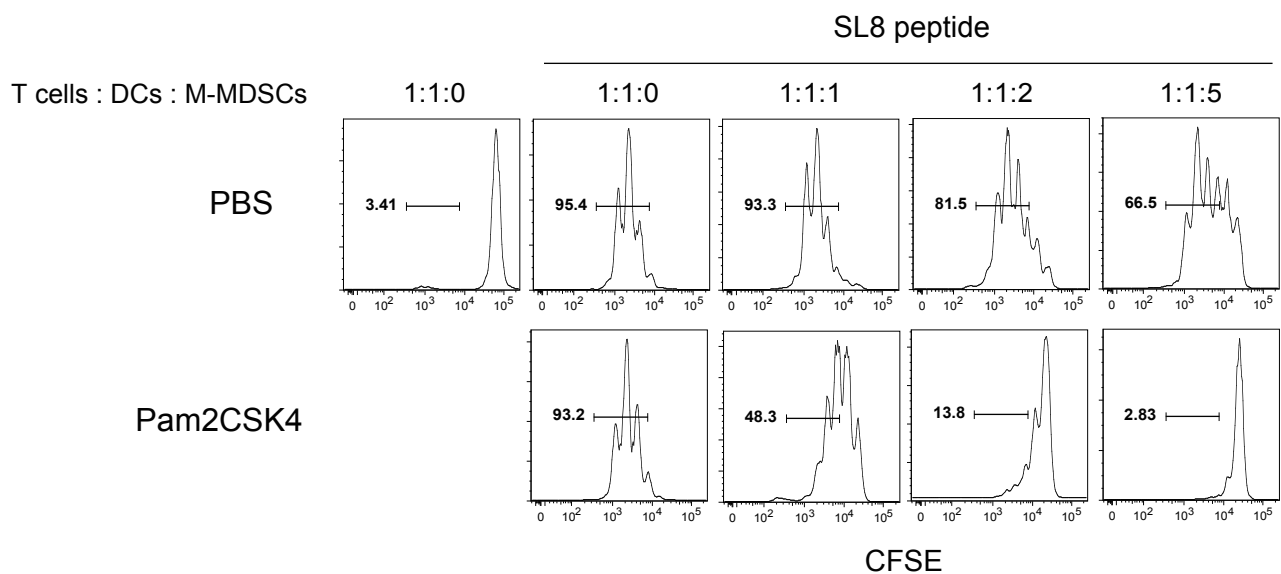 SL8 peptide
T cells : DCs : M-MDSCs 1:1:0 1:1:0 1:1:1 1:1:2 1:1:5
PBS 3.41 95.4 93.3 81.5 66.5
0 10² 10³ 10⁴ 10⁵ 0 10² 10³ 10⁴ 10⁵ 0 10² 10³ 10⁴ 10⁵ 0 10² 10³ 10⁴ 10⁵ 0 10² 10³ 10⁴ 10⁵
Pam2CSK4 93.2 48.3 13.8 2.83
0 10² 10³ 10⁴ 10⁵ 0 10² 10³ 10⁴ 10⁵ 0 10² 10³ 10⁴ 10⁵ 0 10² 10³ 10⁴ 10⁵
CFSE